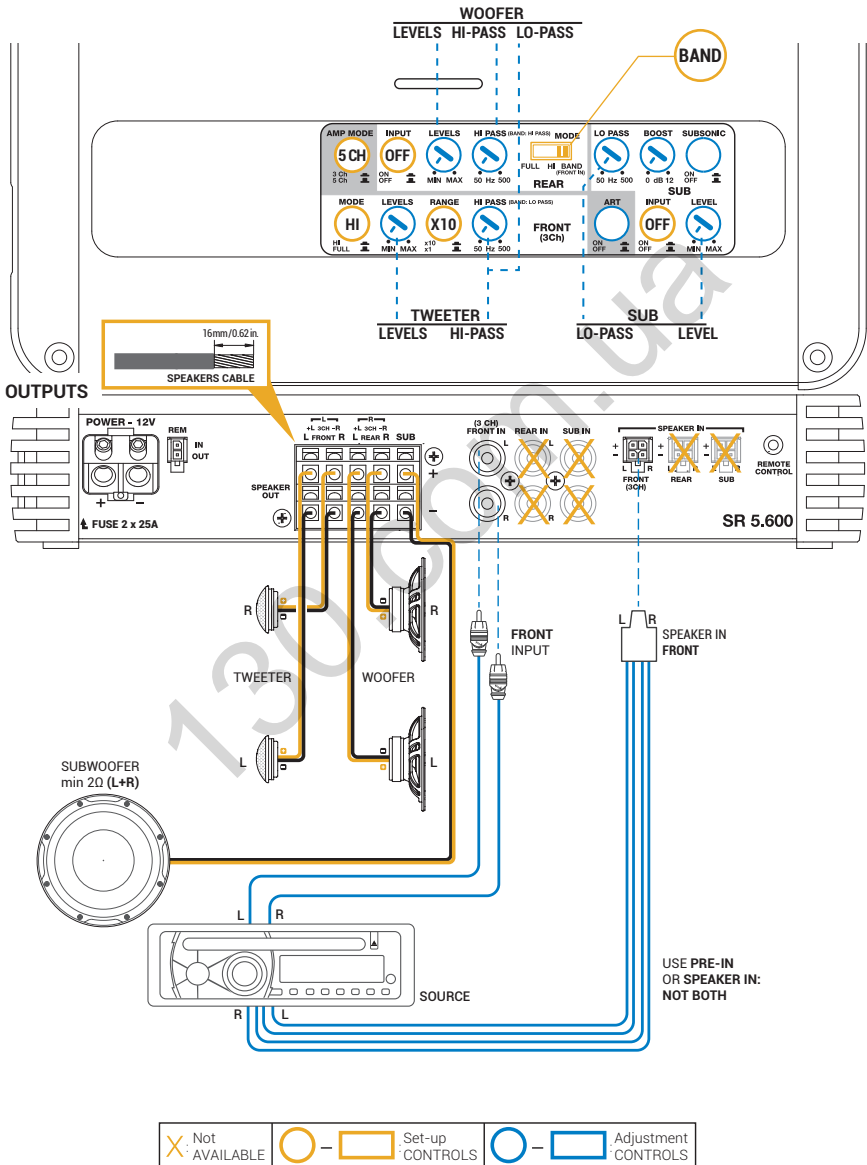 WOOFER
LEVELS HI-PASS LO-PASS
BAND
AMP MODE INPUT LEVELS HI PASS (BAND: HI PASS) MODE LO PASS BOOST SUBSONIC
5 CH OFF
3 Ch
5 Ch
ON
OFF
MIN MAX
50 Hz 500
FULL HI BAND
(FRONT IN)
REAR
50 Hz 500
0 dB 12
ON
OFF
SUB
MODE LEVELS RANGE HI PASS (BAND: LO PASS) FRONT
(3Ch)
ART INPUT LEVEL
HI X10 OFF
HI
FULL
MIN MAX
x10
x1
50 Hz 500
ON
OFF
ON
OFF
MIN MAX
TWEETER
LEVELS HI-PASS
SUB
LO-PASS LEVEL
16mm/0.62in.
SPEAKERS CABLE
OUTPUTS
POWER - 12V
REM
IN
OUT
+ -
FUSE 2 x 25A
L R
+L 3CH -R +L 3CH -R
L FRONT R L REAR R SUB
SPEAKER
OUT
+
-
(3 CH)
FRONT IN REAR IN SUB IN
L L
R R
SPEAKER IN
+ - + - + -
L R L R L R
FRONT
(3CH)
REAR
SUB
REMOTE
CONTROL
SR 5.600
R R
TWEETER WOOFER
L L
FRONT
INPUT
L R
SPEAKER IN
FRONT
SUBWOOFER
min 2Ω (L+R)
L R
SOURCE
R L
USE PRE-IN
OR SPEAKER IN:
NOT BOTH
130.com.ua
X : Not
AVAILABLE
– : Set-up
CONTROLS
– : Adjustment
CONTROLS